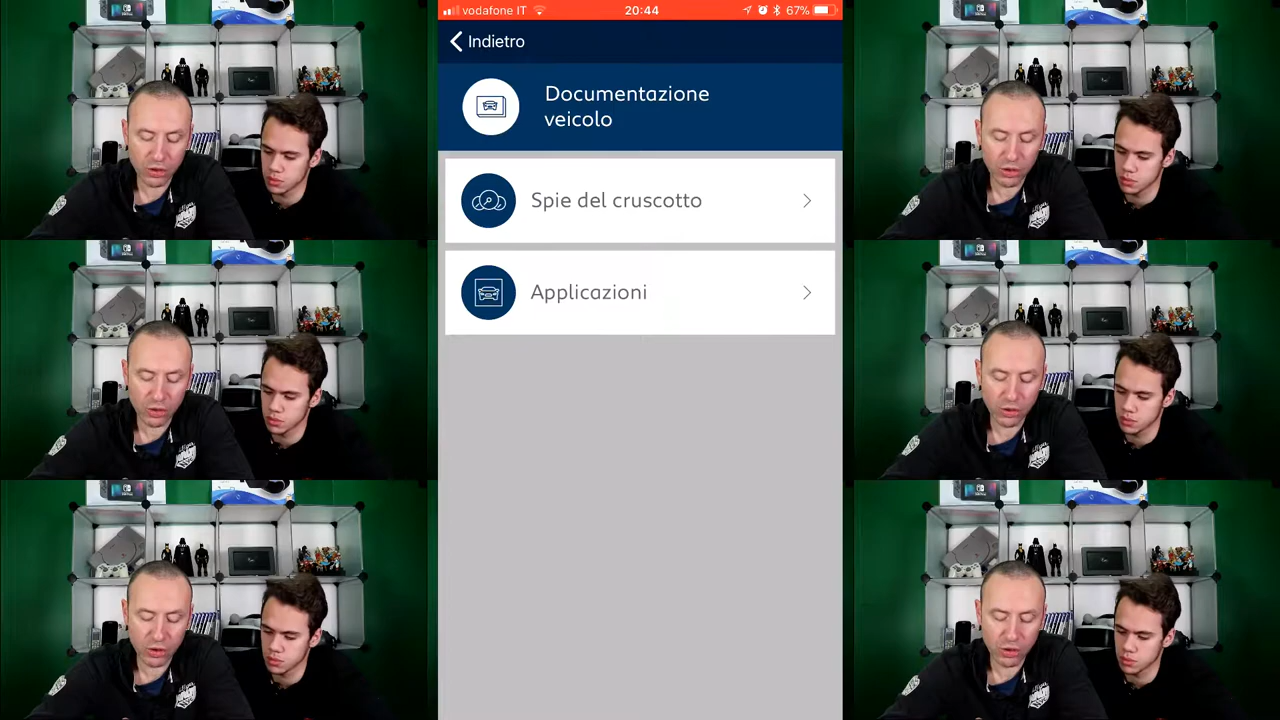 vodafone IT
20:44
67%
Indietro
Documentazione
veicolo
Spie del cruscotto
Applicazioni